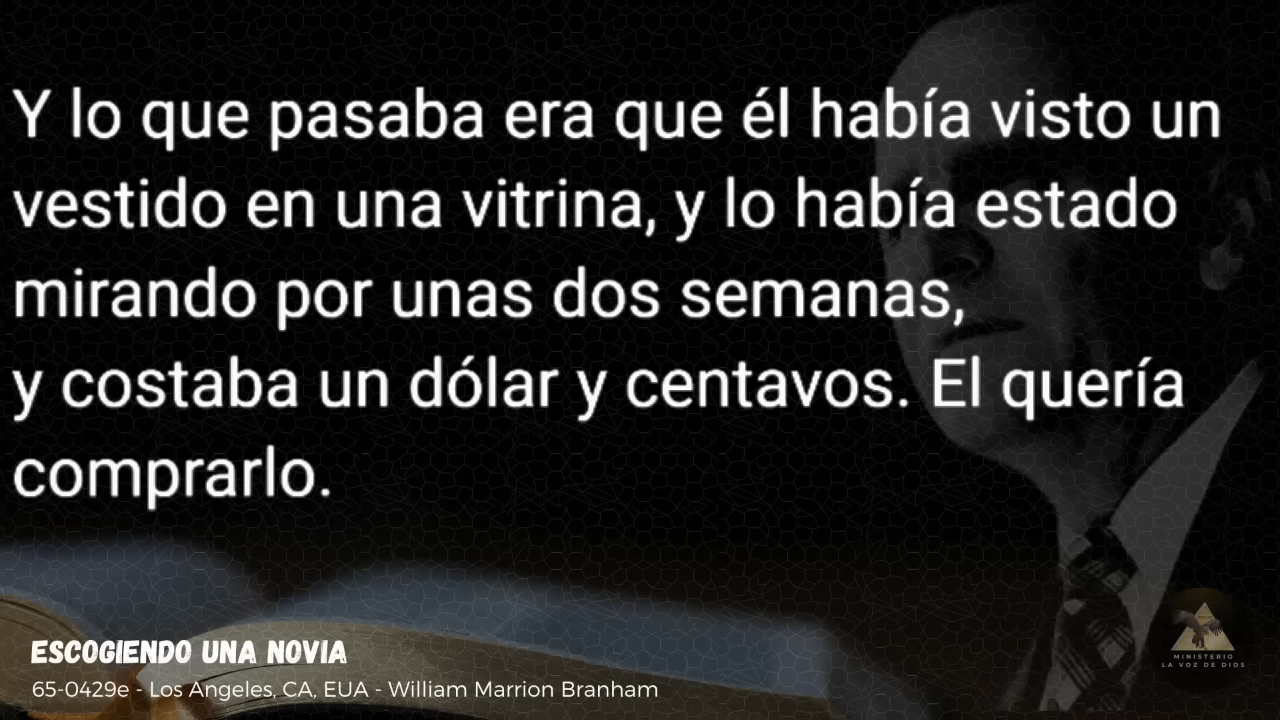 Y lo que pasaba era que él había visto un
vestido en una vitrina, y lo había estado
mirando por unas dos semanas,
y costaba un dólar y centavos. El quería
comprarlo.
ESCOGIENDO UNA NOVIA
65-0429e - Los Angeles, CA, EUA - William Marrion Branham
MINISTERIO
LA VOZ DE DIOS